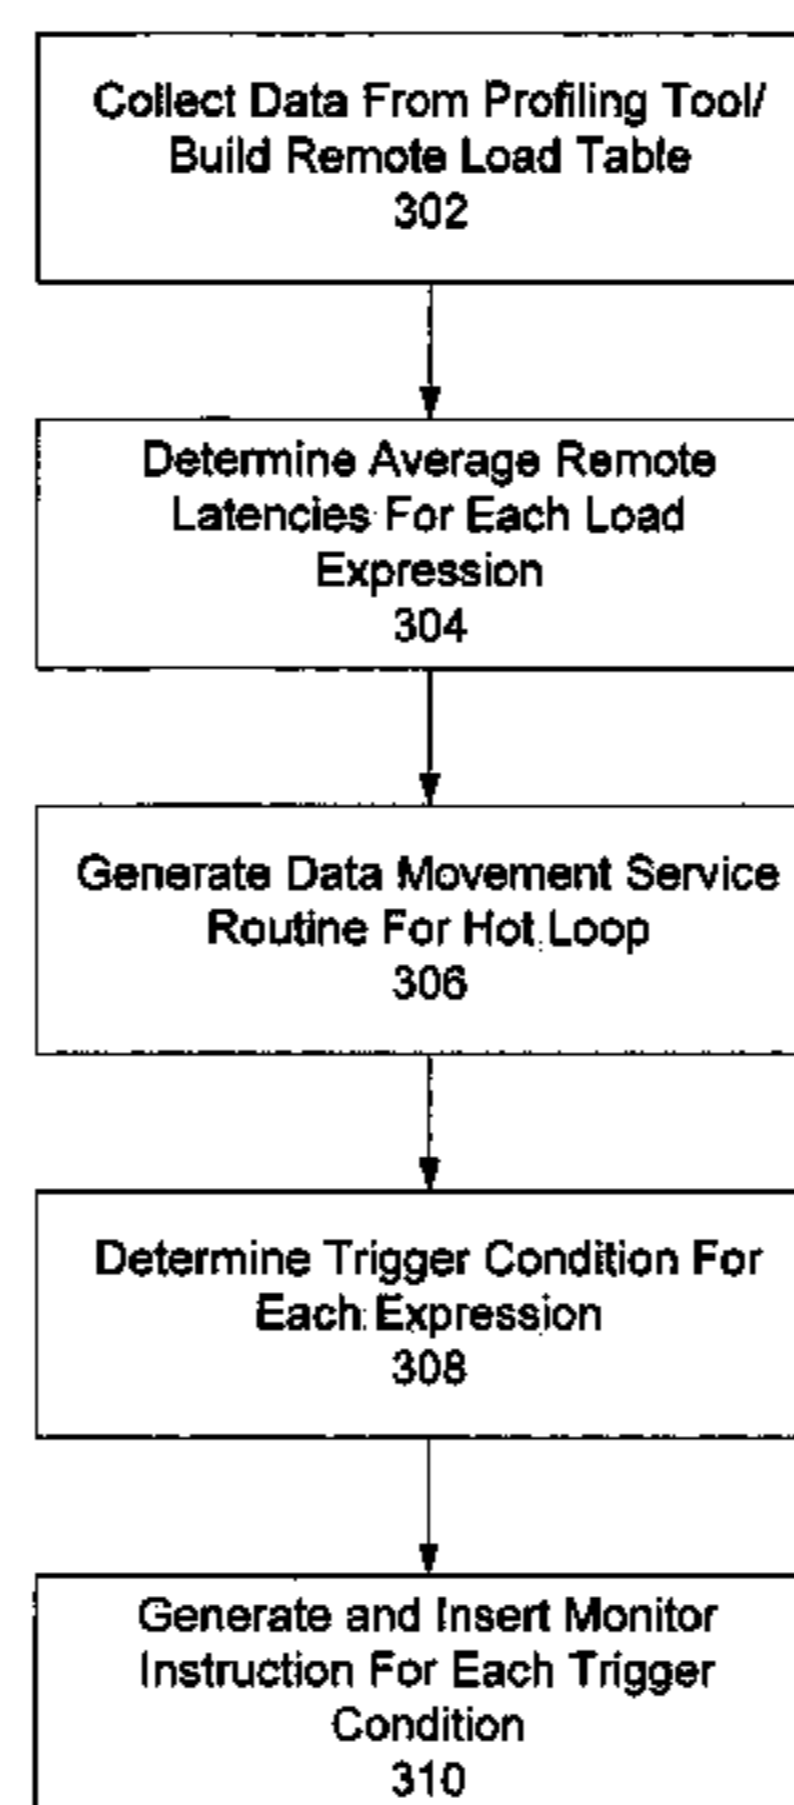 Collect Data From Profiling Tool/
Build Remote Load Table
302
Determine Average Remote
Latencies For Each Load
Expression
304
Generate Data Movement Service
Routine For Hot Loop
306
Determine Trigger Condition For
Each Expression
308
Generate and Insert Monitor
Instruction For Each Trigger
Condition
310